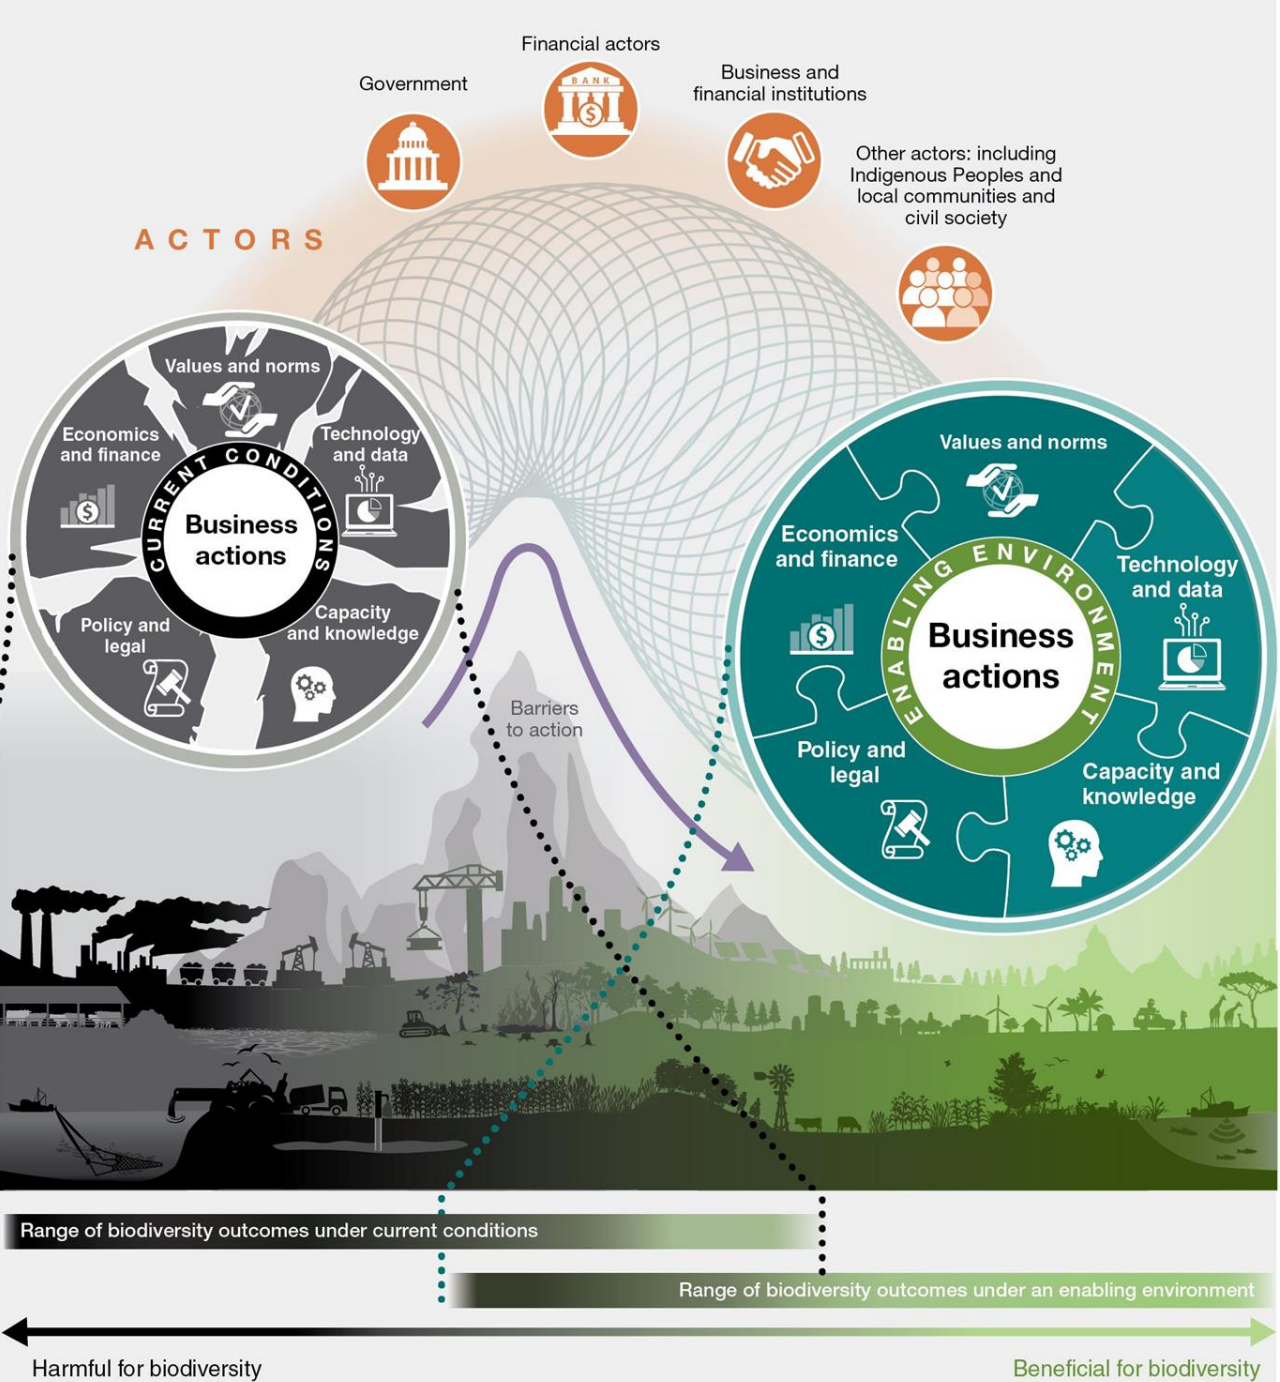 Financial actors
Government
BANK
$
Business and
financial institutions
Other actors: including
Indigenous Peoples and
local communities and
civil society
ACTORS
Values and norms
Economics
and finance
$
Technology
and data
CURRENT CONDITIONS
Business
actions
Policy and
legal
Capacity
and knowledge
Values and norms
Economics
and finance
$
Technology
and data
ENABLING ENVIRONMENT
Business
actions
Policy and
legal
Capacity and
knowledge
Barriers
to action
Range of biodiversity outcomes under current conditions
Range of biodiversity outcomes under an enabling environment
Harmful for biodiversity
Beneficial for biodiversity